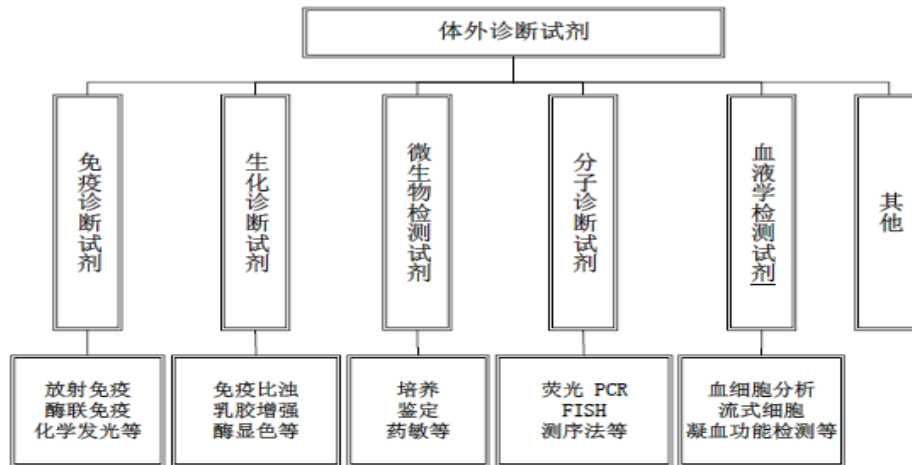 体外诊断试剂
免疫诊断试剂
生化诊断试剂
微生物检测试剂
分子诊断试剂
血液学检测试剂
其他
放射免疫
酶联免疫
化学发光等
免疫比浊
乳胶增强
酶显色等
培养
鉴定
药敏等
荧光 PCR
FISH
测序法等
血细胞分析
流式细胞
凝血功能检测等